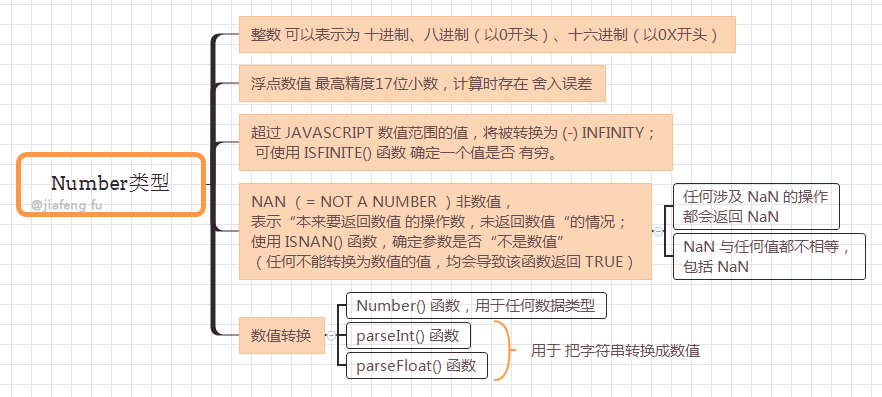 整数 可以表示为 十进制、八进制（以0开头）、十六进制（以0X开头）
浮点数值 最高精度17位小数，计算时存在 舍入误差
超过 JAVASCRIPT 数值范围的值，将被转换为 (-) INFINITY；
可使用 ISFINITE() 函数 确定一个值是否 有穷。
Number类型
@jiafeng fu
NAN（ = NOT A NUMBER ）非数值，
表示“本来要返回数值 的操作数，未返回数值“的情况；
使用 ISNAN() 函数，确定参数是否“不是数值”
（任何不能转换为数值的值，均会导致该函数返回 TRUE）
任何涉及 NaN 的操作
都会返回 NaN
NaN 与任何值都不相等，
包括 NaN
数值转换
Number() 函数，用于任何数据类型
parseInt() 函数
parseFloat() 函数
用于 把字符串转换成数值